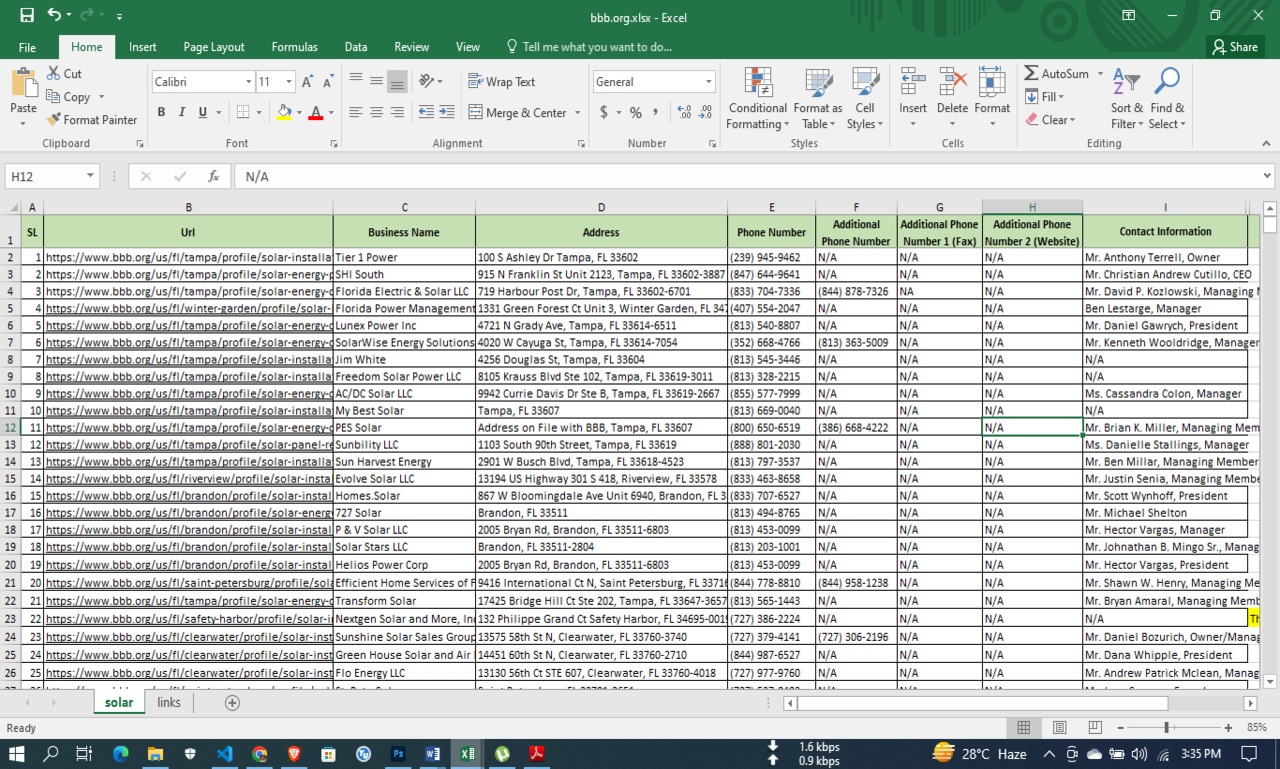 bbb.org.xlsx - Excel
File Home Insert Page Layout Formulas Data Review View Tell me what you want to do... Share
Paste Cut Copy Format Painter
Calibri 11
B I U
Wrap Text
Merge & Center
General
$ % ,
Conditional Formatting Format as Table Cell Styles
Insert Delete Format
AutoSum Fill Clear
Sort & Filter Find & Select
Clipboard Font Alignment Number Styles Cells Editing
H12 fx N/A
A B C D E F G H I
1 SL Url Business Name Address Phone Number Additional Phone Number Additional Phone Number 1 (Fax) Additional Phone Number 2 (Website) Contact Information
2 1 https://www.bbb.org/us/fl/tampa/profile/solar-installa Tier 1 Power 100 S Ashley Dr Tampa, FL 33602 (239) 945-9462 N/A N/A N/A Mr. Anthony Terrell, Owner
3 2 https://www.bbb.org/us/fl/tampa/profile/solar-energy-p SHI South 915 N Franklin St Unit 2123, Tampa, FL 33602-3887 (847) 644-9641 N/A N/A N/A Mr. Christian Andrew Cutillo, CEO
4 3 https://www.bbb.org/us/fl/tampa/profile/solar-energy-c Florida Electric & Solar LLC 719 Harbour Post Dr, Tampa, FL 33602-6701 (833) 704-7336 (844) 878-7326 NA N/A Mr. David P. Kozlowski, Managing
5 4 https://www.bbb.org/us/fl/winter-garden/profile/solar- Florida Power Management 1331 Green Forest Ct Unit 3, Winter Garden, FL 347 (407) 554-2047 N/A N/A N/A Ben Lestarge, Manager
6 5 https://www.bbb.org/us/fl/tampa/profile/solar-energy-c Lunex Power Inc 4721 N Grady Ave, Tampa, FL 33614-6511 (813) 540-8807 N/A N/A N/A Mr. Daniel Gawrych, President
7 6 https://www.bbb.org/us/fl/tampa/profile/solar-energy-c SolarWise Energy Solutions 4020 W Cayuga St, Tampa, FL 33614-7054 (352) 668-4766 (813) 363-5009 N/A N/A Mr. Kenneth Wooldridge, Manager
8 7 https://www.bbb.org/us/fl/tampa/profile/solar-installa Jim White 4256 Douglas St, Tampa, FL 33604 (813) 545-3446 N/A N/A N/A N/A
9 8 https://www.bbb.org/us/fl/tampa/profile/solar-installa Freedom Solar Power LLC 8105 Krauss Blvd Ste 102, Tampa, FL 33619-3011 (813) 328-2215 N/A N/A N/A N/A
10 9 https://www.bbb.org/us/fl/tampa/profile/solar-energy-c AC/DC Solar LLC 9942 Currie Davis Dr Ste B, Tampa, FL 33619-2667 (855) 577-7999 N/A N/A N/A Ms. Cassandra Colon, Manager
11 10 https://www.bbb.org/us/fl/tampa/profile/solar-installa My Best Solar Tampa, FL 33607 (813) 669-0040 N/A N/A N/A N/A
12 11 https://www.bbb.org/us/fl/tampa/profile/solar-energy-c PES Solar Address on File with BBB, Tampa, FL 33607 (800) 650-6519 (386) 668-4222 N/A N/A Mr. Brian K. Miller, Managing Mem
13 12 https://www.bbb.org/us/fl/tampa/profile/solar-panel-re Sunbility LLC 1103 South 90th Street, Tampa, FL 33619 (888) 801-2030 N/A N/A N/A Ms. Danielle Stallings, Manager
14 13 https://www.bbb.org/us/fl/tampa/profile/solar-installa Sun Harvest Energy 2901 W Busch Blvd, Tampa, FL 33618-4523 (813) 797-3537 N/A N/A N/A Mr. Ben Millar, Managing Member
15 14 https://www.bbb.org/us/fl/riverview/profile/solar-inst Evolve Solar LLC 13194 US Highway 301 S 418, Riverview, FL 33578 (833) 463-8658 N/A N/A N/A Mr. Justin Senia, Managing Membe
16 15 https://www.bbb.org/us/fl/brandon/profile/solar-instal Homes.Solar 867 W Bloomingdale Ave Unit 6940, Brandon, FL 3 (833) 707-6527 N/A N/A N/A Mr. Scott Wynhoff, President
17 16 https://www.bbb.org/us/fl/brandon/profile/solar-energy 727 Solar Brandon, FL 33511 (813) 494-8765 N/A N/A N/A Mr. Michael Shelton
18 17 https://www.bbb.org/us/fl/brandon/profile/solar-instal P & V Solar LLC 2005 Bryan Rd, Brandon, FL 33511-6803 (813) 453-0099 N/A N/A N/A Mr. Hector Vargas, Manager
19 18 https://www.bbb.org/us/fl/brandon/profile/solar-instal Solar Stars LLC Brandon, FL 33511-2804 (813) 203-1001 N/A N/A N/A Mr. Johnathan B. Mingo Sr., Manag
20 19 https://www.bbb.org/us/fl/brandon/profile/solar-instal Helios Power Corp 2005 Bryan Rd, Brandon, FL 33511-6803 (813) 453-0099 N/A N/A N/A Mr. Hector Vargas, President
21 20 https://www.bbb.org/us/fl/saint-petersburg/profile/sola Efficient Home Services of F 9416 International Ct N, Saint Petersburg, FL 33716 (844) 778-8810 (844) 958-1238 N/A N/A Mr. Shawn W. Henry, Managing Me
22 21 https://www.bbb.org/us/fl/tampa/profile/solar-energy-c Transform Solar 17425 Bridge Hill Ct Ste 202, Tampa, FL 33647-3657 (813) 565-1443 N/A N/A N/A Mr. Bryan Amaral, Managing Memb
23 22 https://www.bbb.org/us/fl/safety-harbor/profile/solar-i Nextgen Solar and More, Inc 132 Philippe Grand Ct Safety Harbor, FL 34695-001 (727) 386-2224 N/A N/A N/A N/A Th
24 23 https://www.bbb.org/us/fl/clearwater/profile/solar-inst Sunshine Solar Sales Group 13575 58th St N, Clearwater, FL 33760-3740 (727) 379-4141 (727) 306-2196 N/A N/A Mr. Daniel Bozurich, Owner/Manag
25 24 https://www.bbb.org/us/fl/clearwater/profile/solar-inst Green House Solar and Air 14451 60th St N, Clearwater, FL 33760-2710 (844) 987-6527 N/A N/A N/A Mr. Dana Whipple, President
26 25 https://www.bbb.org/us/fl/clearwater/profile/solar-inst Flo Energy LLC 13130 56th Ct STE 607, Clearwater, FL 33760-4018 (727) 977-9760 N/A N/A N/A Mr. Andrew Patrick Mclean, Manag
solar links
Ready 85%
1.6 kbps
0.9 kbps
28°C Haze 3:35 PM